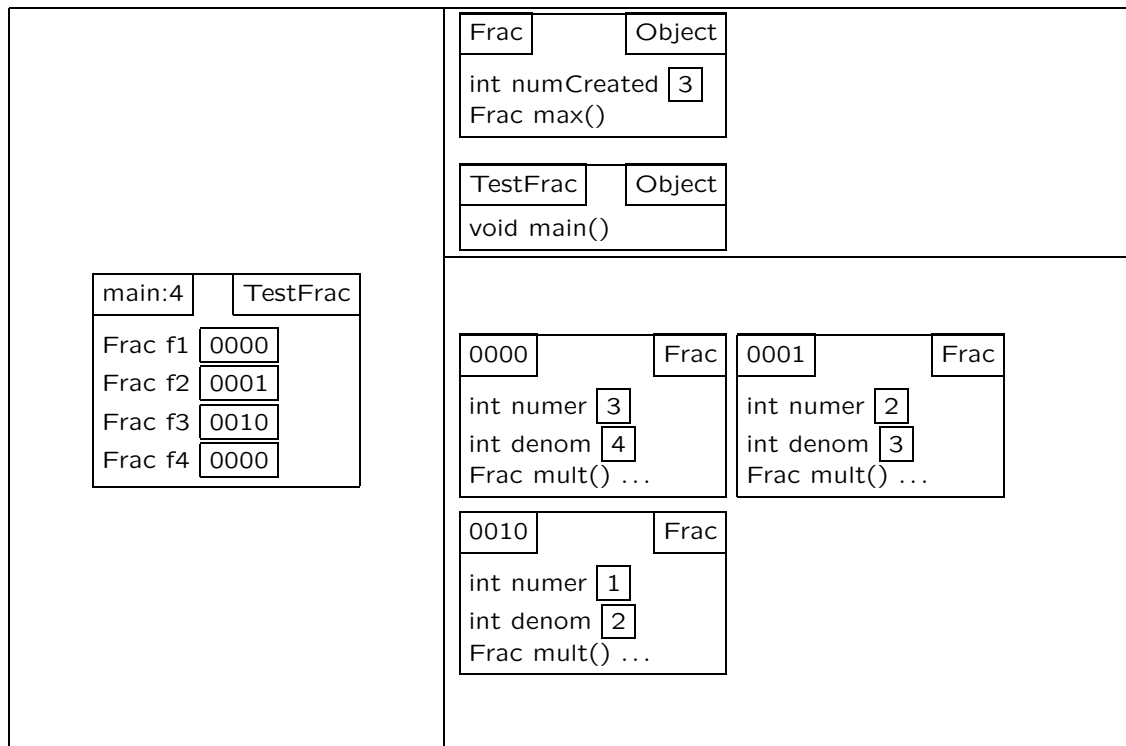 Frac Object
int numCreated 3
Frac max()
TestFrac Object
void main()
main:4 TestFrac
Frac f1 0000
Frac f2 0001
Frac f3 0010
Frac f4 0000
0000 Frac
int numer 3
int denom 4
Frac mult() ...
0001 Frac
int numer 2
int denom 3
Frac mult() ...
0010 Frac
int numer 1
int denom 2
Frac mult() ...